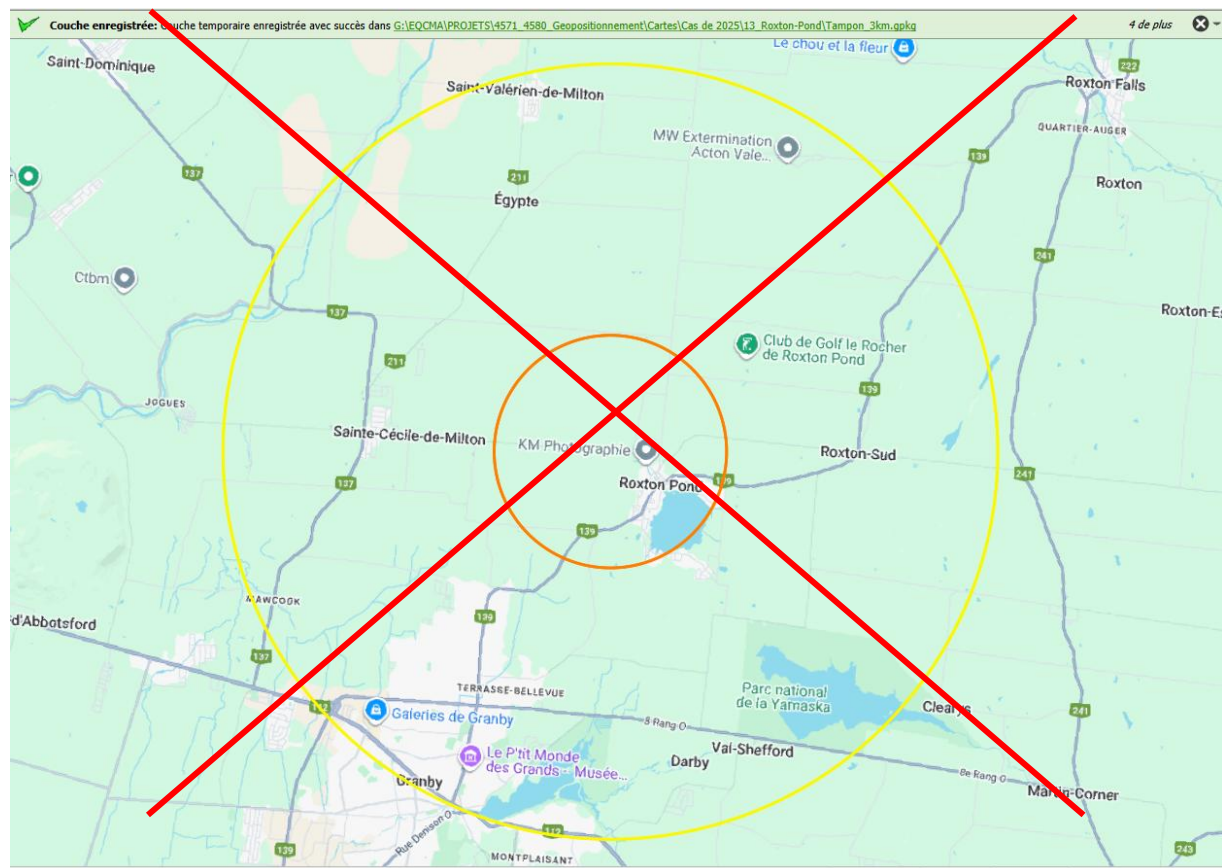 Couche enregistrée: Couche temporaire enregistrée avec succès dans G:\EQCMA\PROJETS\4571_4580_Geopositionnement\Cartes\Cas de 2025\13_Roxton-Pond\Tampon_3km.gpkg 4 de plus
Le chou et la fleur
Saint-Dominique
222
Roxton Falls
Saint-Valérien-de-Milton
QUARTIER-AUGER
MW Extermination
Acton Vale...
139
137
211
Roxton
Égypte
241
Ctbm
137
Roxton-Es
Club de Golf le Rocher
de Roxton Pond
211
139
JOGUES
Sainte-Cécile-de-Milton
KM Photographie
Roxton-Sud
241
137
Roxton Pond
139
139
MAWCOOK
139
d'Abbotsford
137
TERRASSE-BELLEVUE
Parc national
de la Yamaska
Clearys
112
Galeries de Granby
241
8 Rang O
Val-Shefford
Le P'tit Monde
des Grands - Musée...
Darby
8e Rang O
Granby
Martin-Corner
Rue Denison O
112
139
243
MONTPLAISANT